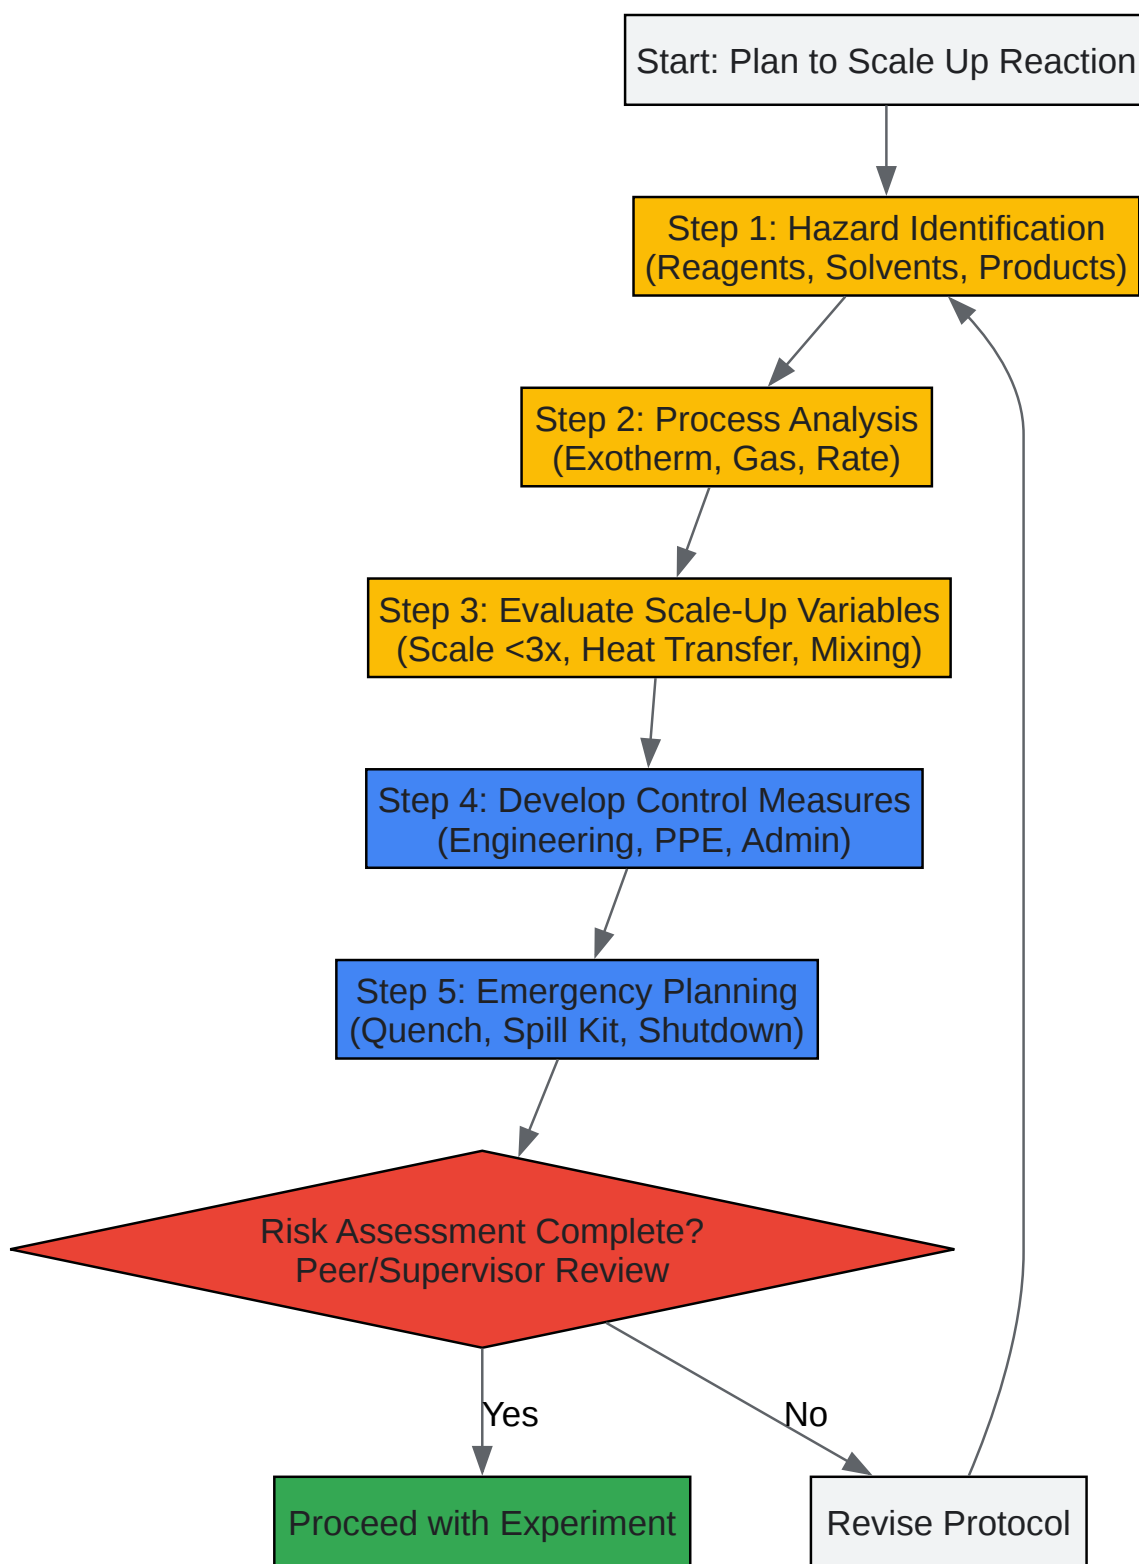 Start: Plan to Scale Up Reaction
Step 1: Hazard Identification
(Reagents, Solvents, Products)
Step 2: Process Analysis
(Exotherm, Gas, Rate)
Step 3: Evaluate Scale-Up Variables
(Scale <3x, Heat Transfer, Mixing)
Step 4: Develop Control Measures
(Engineering, PPE, Admin)
Step 5: Emergency Planning
(Quench, Spill Kit, Shutdown)
Risk Assessment Complete?
Peer/Supervisor Review
Yes
No
Proceed with Experiment
Revise Protocol